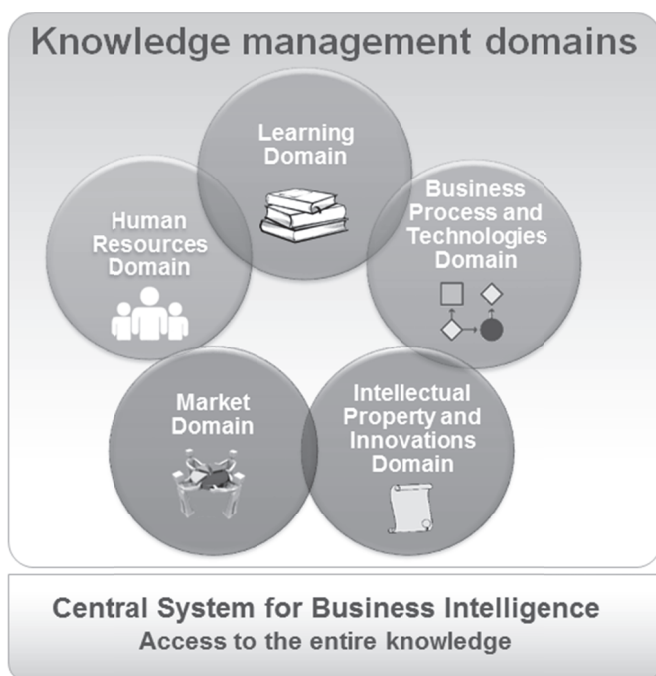 Knowledge management domains
Learning
Domain
Human
Resources
Domain
Business
Process and
Technologies
Domain
Market
Domain
Intellectual
Property and
Innovations
Domain
Central System for Business Intelligence
Access to the entire knowledge